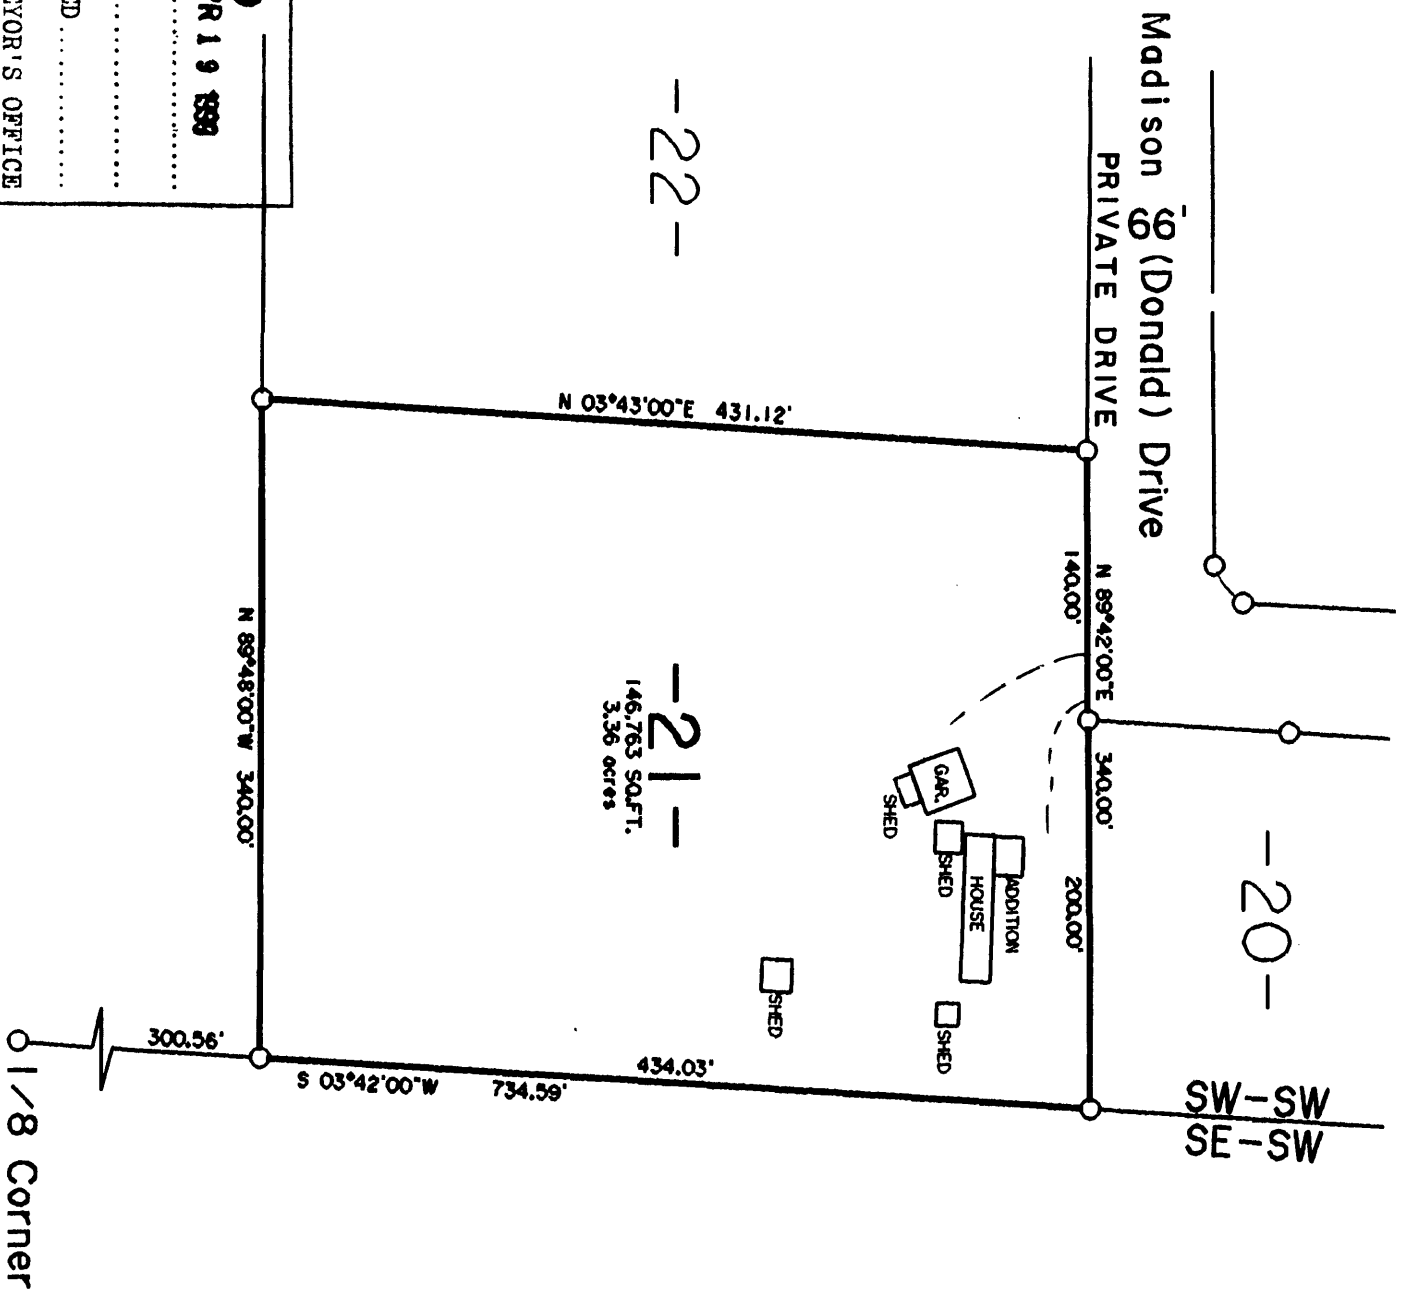 Madison (Donald) Drive
66'
PRIVATE DRIVE
-22-
N 03°43'00"E 431.12'
N 89°42'00"E 340.00'
140.00' 200.00'
-20-
SW-SW
SE-SW
GAR.
SHED
SHED
HOUSE
ADDITION
SHED
SHED
-21-
146,763 SQ.FT.
3.36 acres
N 89°48'00"W 340.00'
434.03'
S 03°42'00"W 734.59'
300.56'
1/8 Corner
PR 19
YOR'S OFFICE